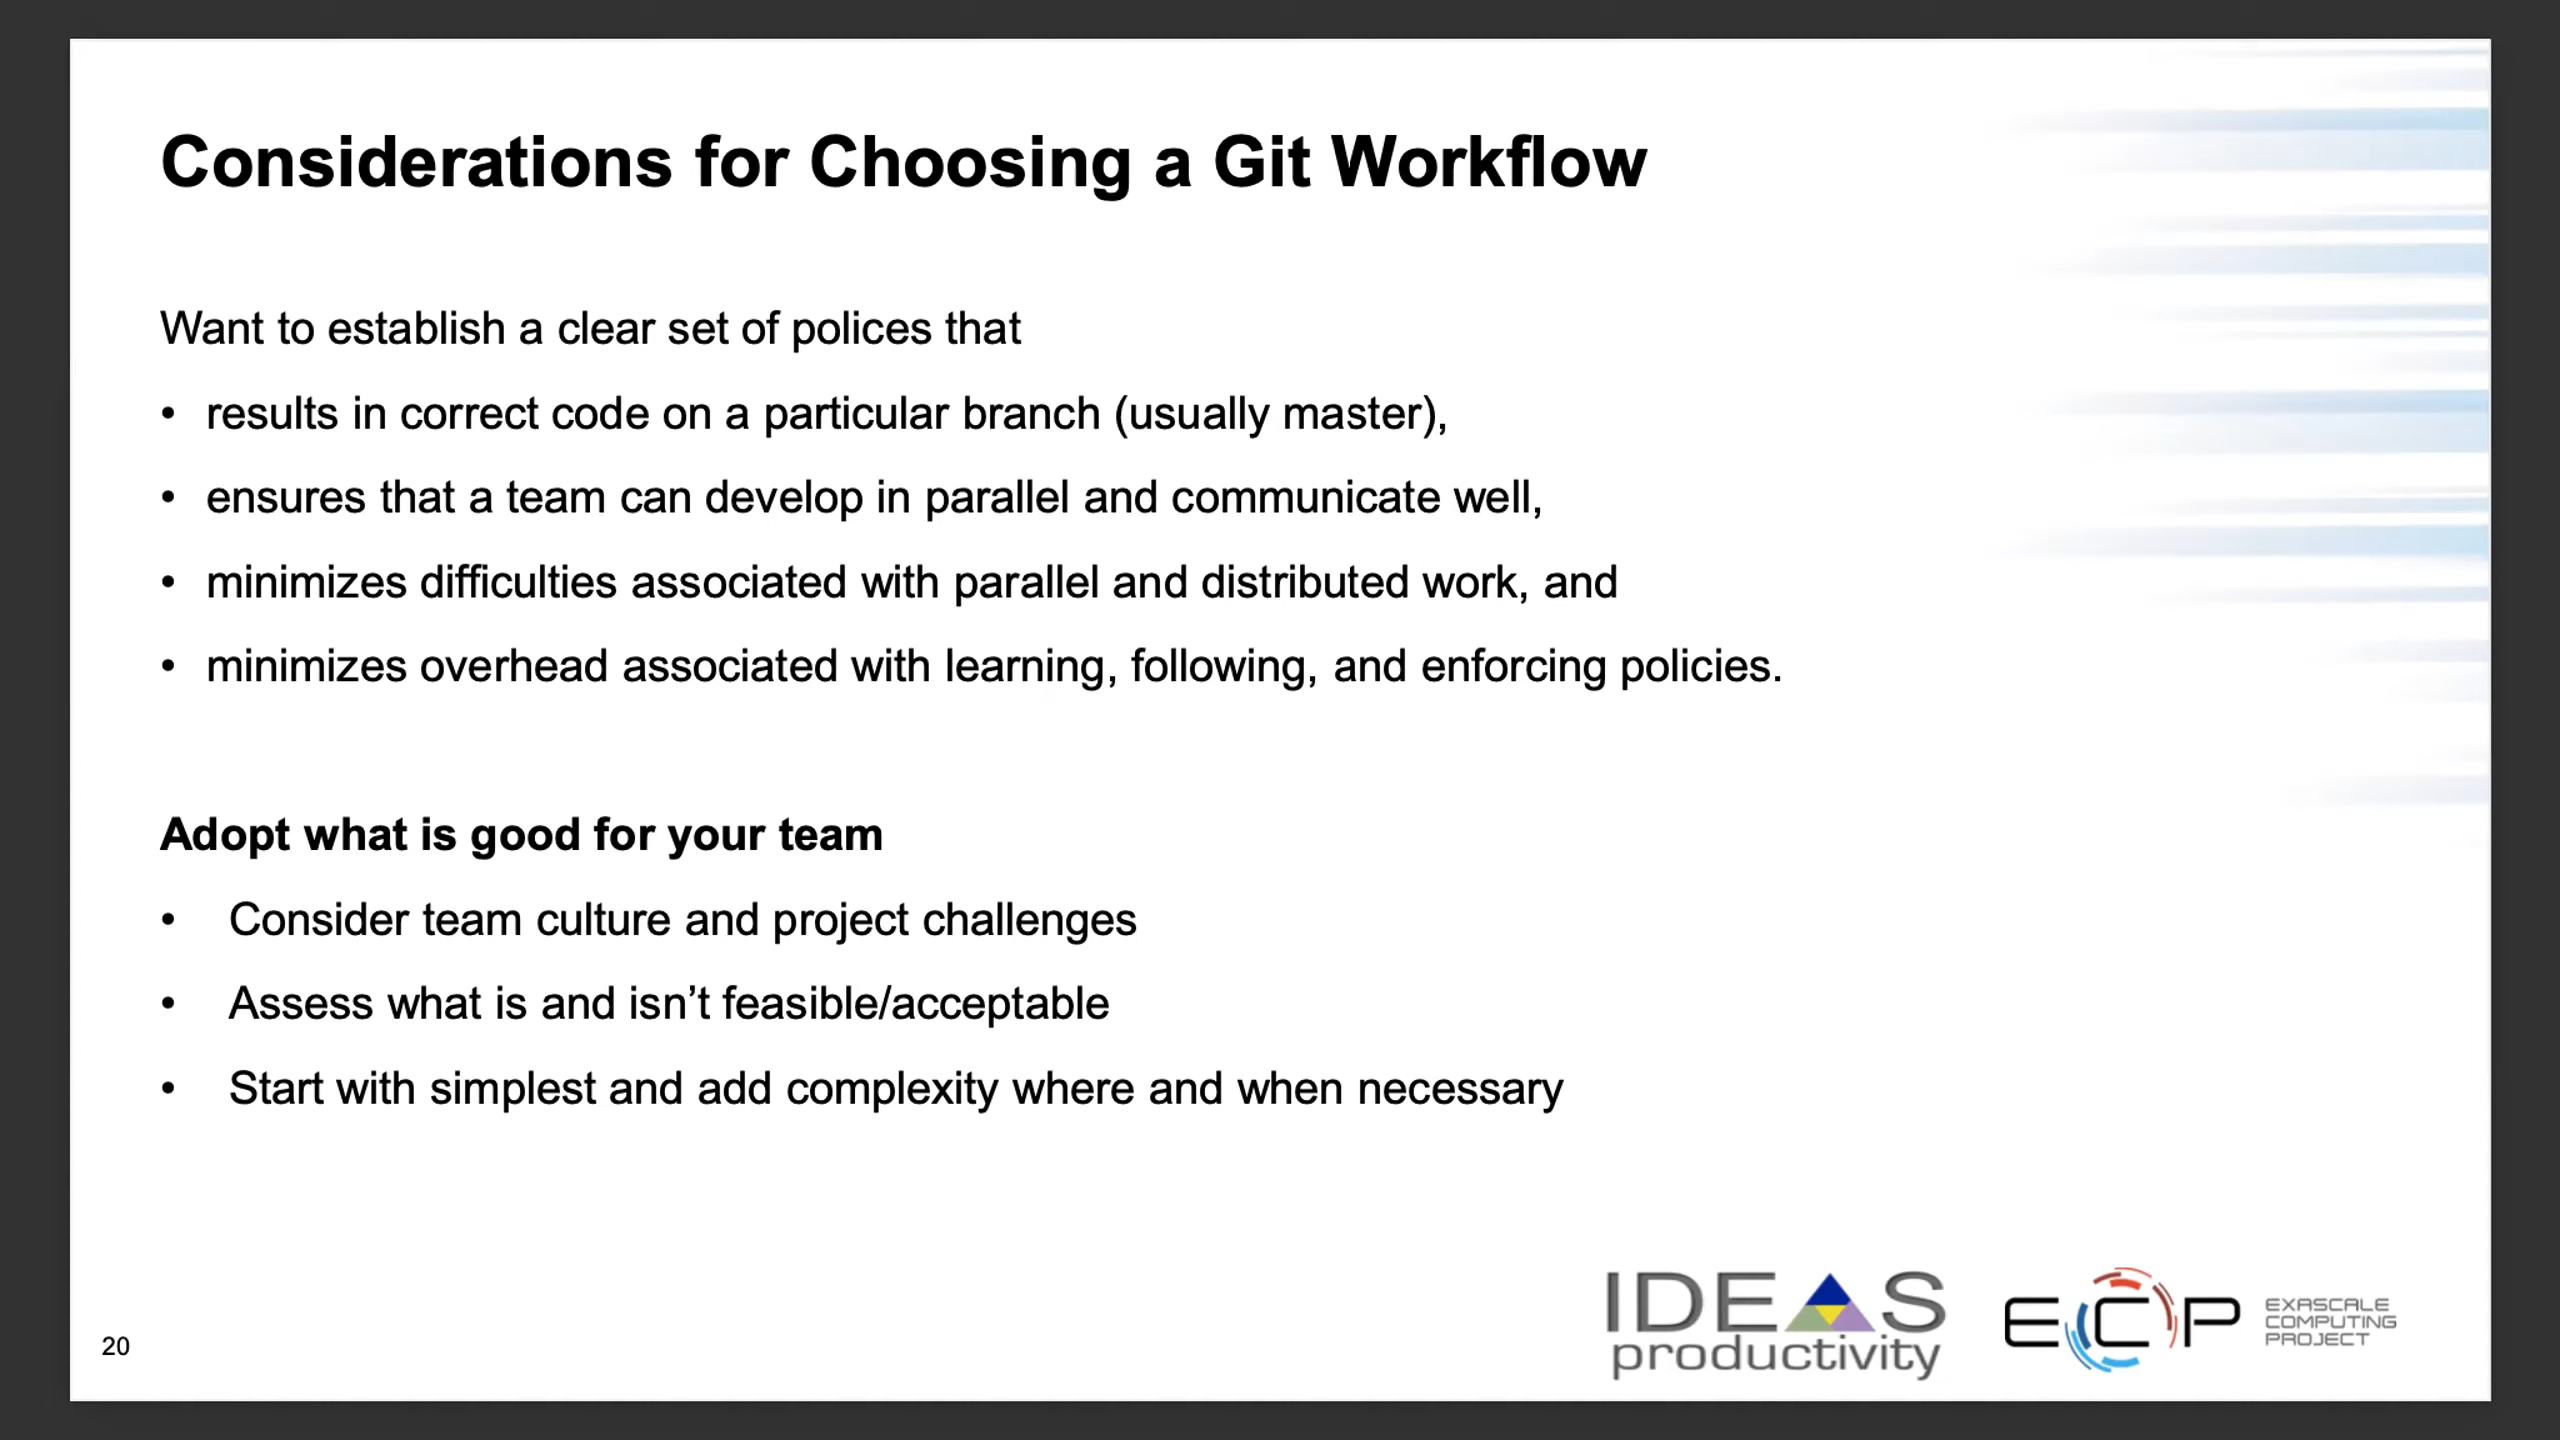 Considerations for Choosing a Git Workflow
Want to establish a clear set of polices that
• results in correct code on a particular branch (usually master),
• ensures that a team can develop in parallel and communicate well,
• minimizes difficulties associated with parallel and distributed work, and
• minimizes overhead associated with learning, following, and enforcing policies.
Adopt what is good for your team
• Consider team culture and project challenges
• Assess what is and isn’t feasible/acceptable
• Start with simplest and add complexity where and when necessary
20
IDEAS
productivity
ECP
EXASCALE
COMPUTING
PROJECT